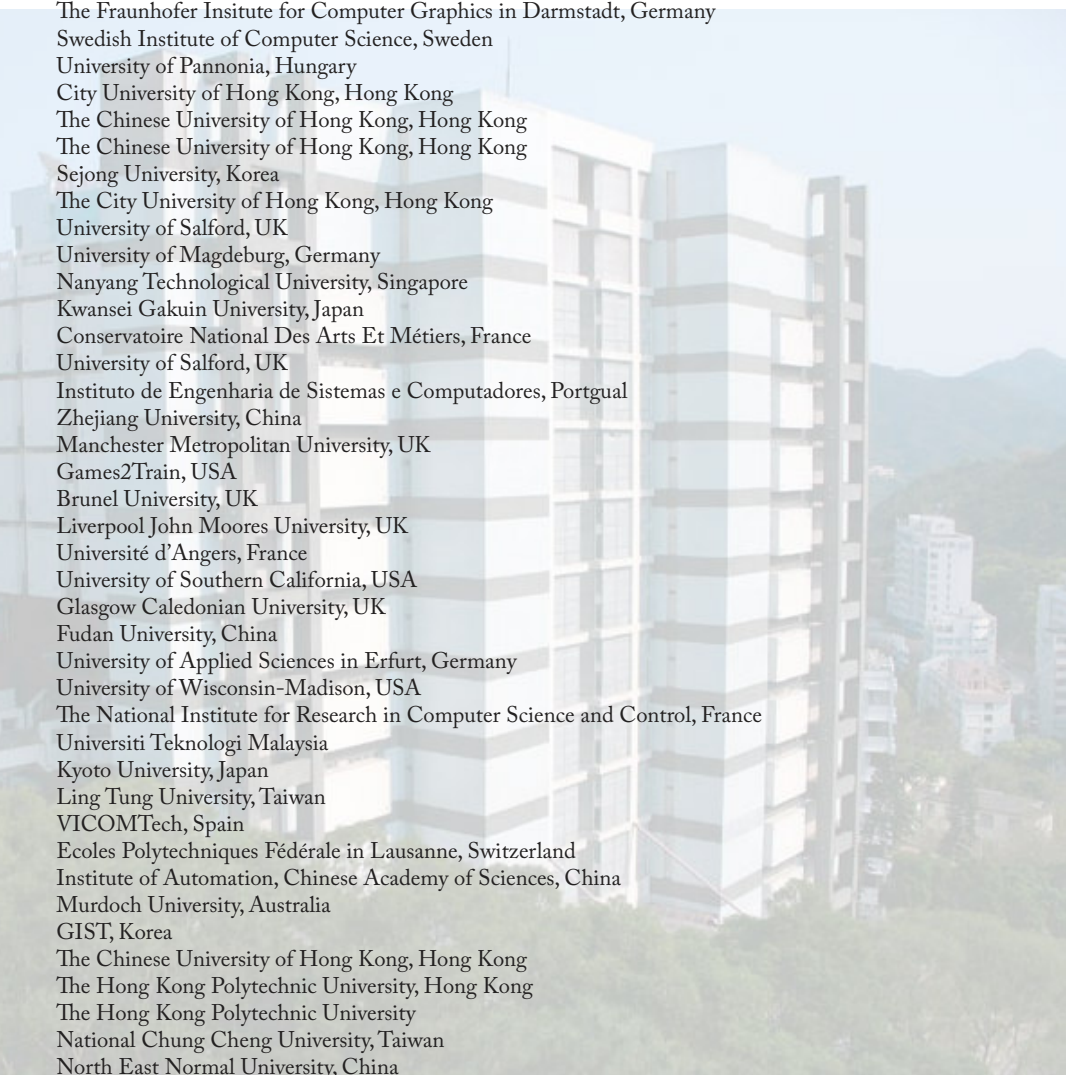 The Fraunhofer Insitute for Computer Graphics in Darmstadt, Germany
Swedish Institute of Computer Science, Sweden
University of Pannonia, Hungary
City University of Hong Kong, Hong Kong
The Chinese University of Hong Kong, Hong Kong
The Chinese University of Hong Kong, Hong Kong
Sejong University, Korea
The City University of Hong Kong, Hong Kong
University of Salford, UK
University of Magdeburg, Germany
Nanyang Technological University, Singapore
Kwansei Gakuin University, Japan
Conservatoire National Des Arts Et Métiers, France
University of Salford, UK
Instituto de Engenharia de Sistemas e Computadores, Portgual
Zhejiang University, China
Manchester Metropolitan University, UK
Games2Train, USA
Brunel University, UK
Liverpool John Moores University, UK
Université d'Angers, France
University of Southern California, USA
Glasgow Caledonian University, UK
Fudan University, China
University of Applied Sciences in Erfurt, Germany
University of Wisconsin-Madison, USA
The National Institute for Research in Computer Science and Control, France
Universiti Teknologi Malaysia
Kyoto University, Japan
Ling Tung University, Taiwan
VICOMTech, Spain
Ecoles Polytechniques Fédérale in Lausanne, Switzerland
Institute of Automation, Chinese Academy of Sciences, China
Murdoch University, Australia
GIST, Korea
The Chinese University of Hong Kong, Hong Kong
The Hong Kong Polytechnic University, Hong Kong
The Hong Kong Polytechnic University
National Chung Cheng University, Taiwan
North East Normal University, China